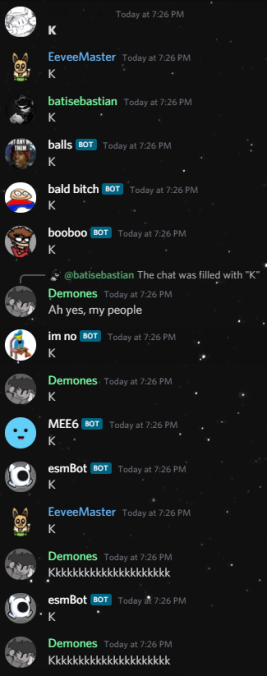 Today at 7:26 PM
K
EeveeMaster Today at 7:26 PM
K
batisebastian Today at 7:26 PM
K
balls BOT Today at 7:26 PM
K
bald bitch BOT Today at 7:26 PM
K
booboo BOT Today at 7:26 PM
K
@batisebastian The chat was filled with "K"
Demones Today at 7:26 PM
Ah yes, my people
im no BOT Today at 7:26 PM
K
Demones Today at 7:26 PM
K
MEE6 BOT Today at 7:26 PM
K
esmBot BOT Today at 7:26 PM
K
EeveeMaster Today at 7:26 PM
K
Demones Today at 7:26 PM
Kkkkkkkkkkkkkkkkkkkkk
esmBot BOT Today at 7:26 PM
K
Demones Today at 7:26 PM
Kkkkkkkkkkkkkkkkkkkkk